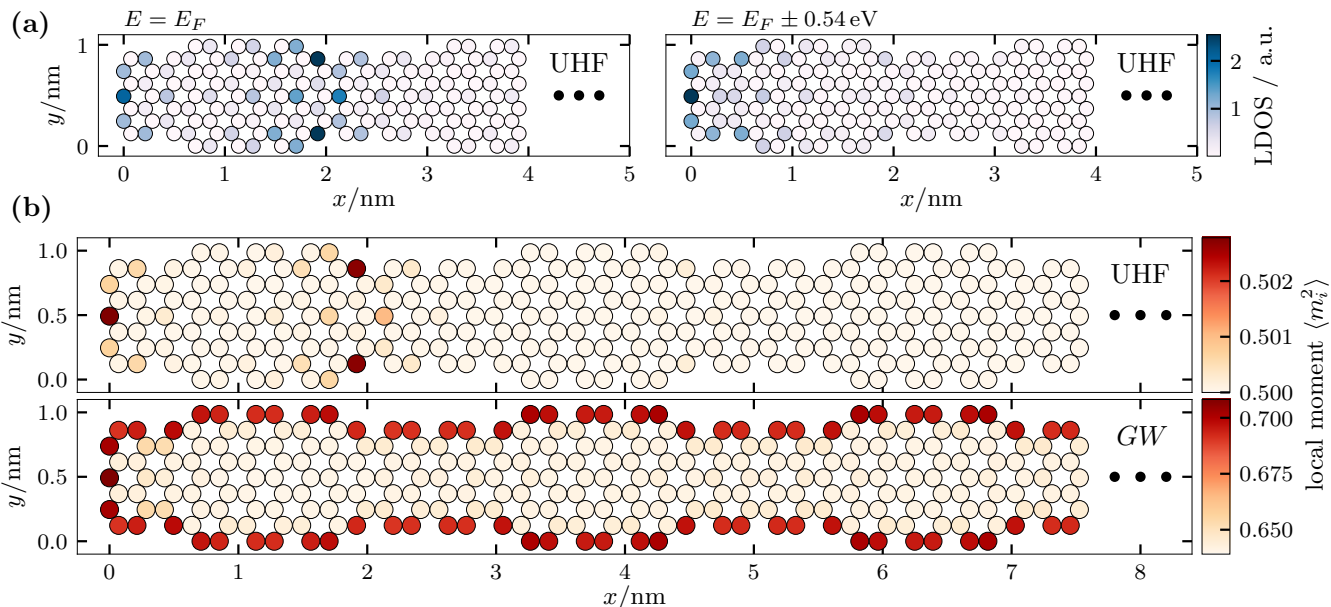 (a)
E = E_F
E = E_F ± 0.54 eV
y/nm
1
0
UHF
UHF
2
1
LDOS / a.u.
0 1 2 3 4 5
0 1 2 3 4 5
x/nm
x/nm
(b)
y/nm
1.0
0.5
0.0
UHF
0.502
0.501
0.500
local moment ⟨m_i^2⟩
y/nm
1.0
0.5
0.0
GW
0.700
0.675
0.650
0 1 2 3 4 5 6 7 8
x/nm